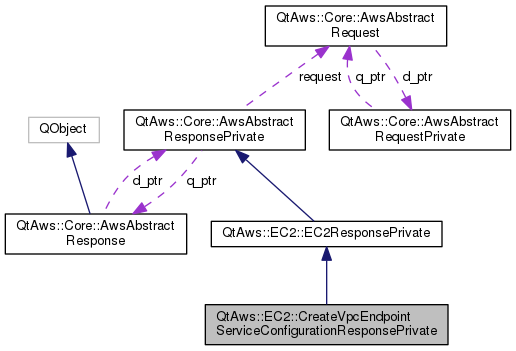 QtAws::Core::AwsAbstract
Request
request
q_ptr
d_ptr
QObject
QtAws::Core::AwsAbstract
ResponsePrivate
QtAws::Core::AwsAbstract
RequestPrivate
d_ptr
q_ptr
QtAws::Core::AwsAbstract
Response
QtAws::EC2::EC2ResponsePrivate
QtAws::EC2::CreateVpcEndpoint
ServiceConfigurationResponsePrivate